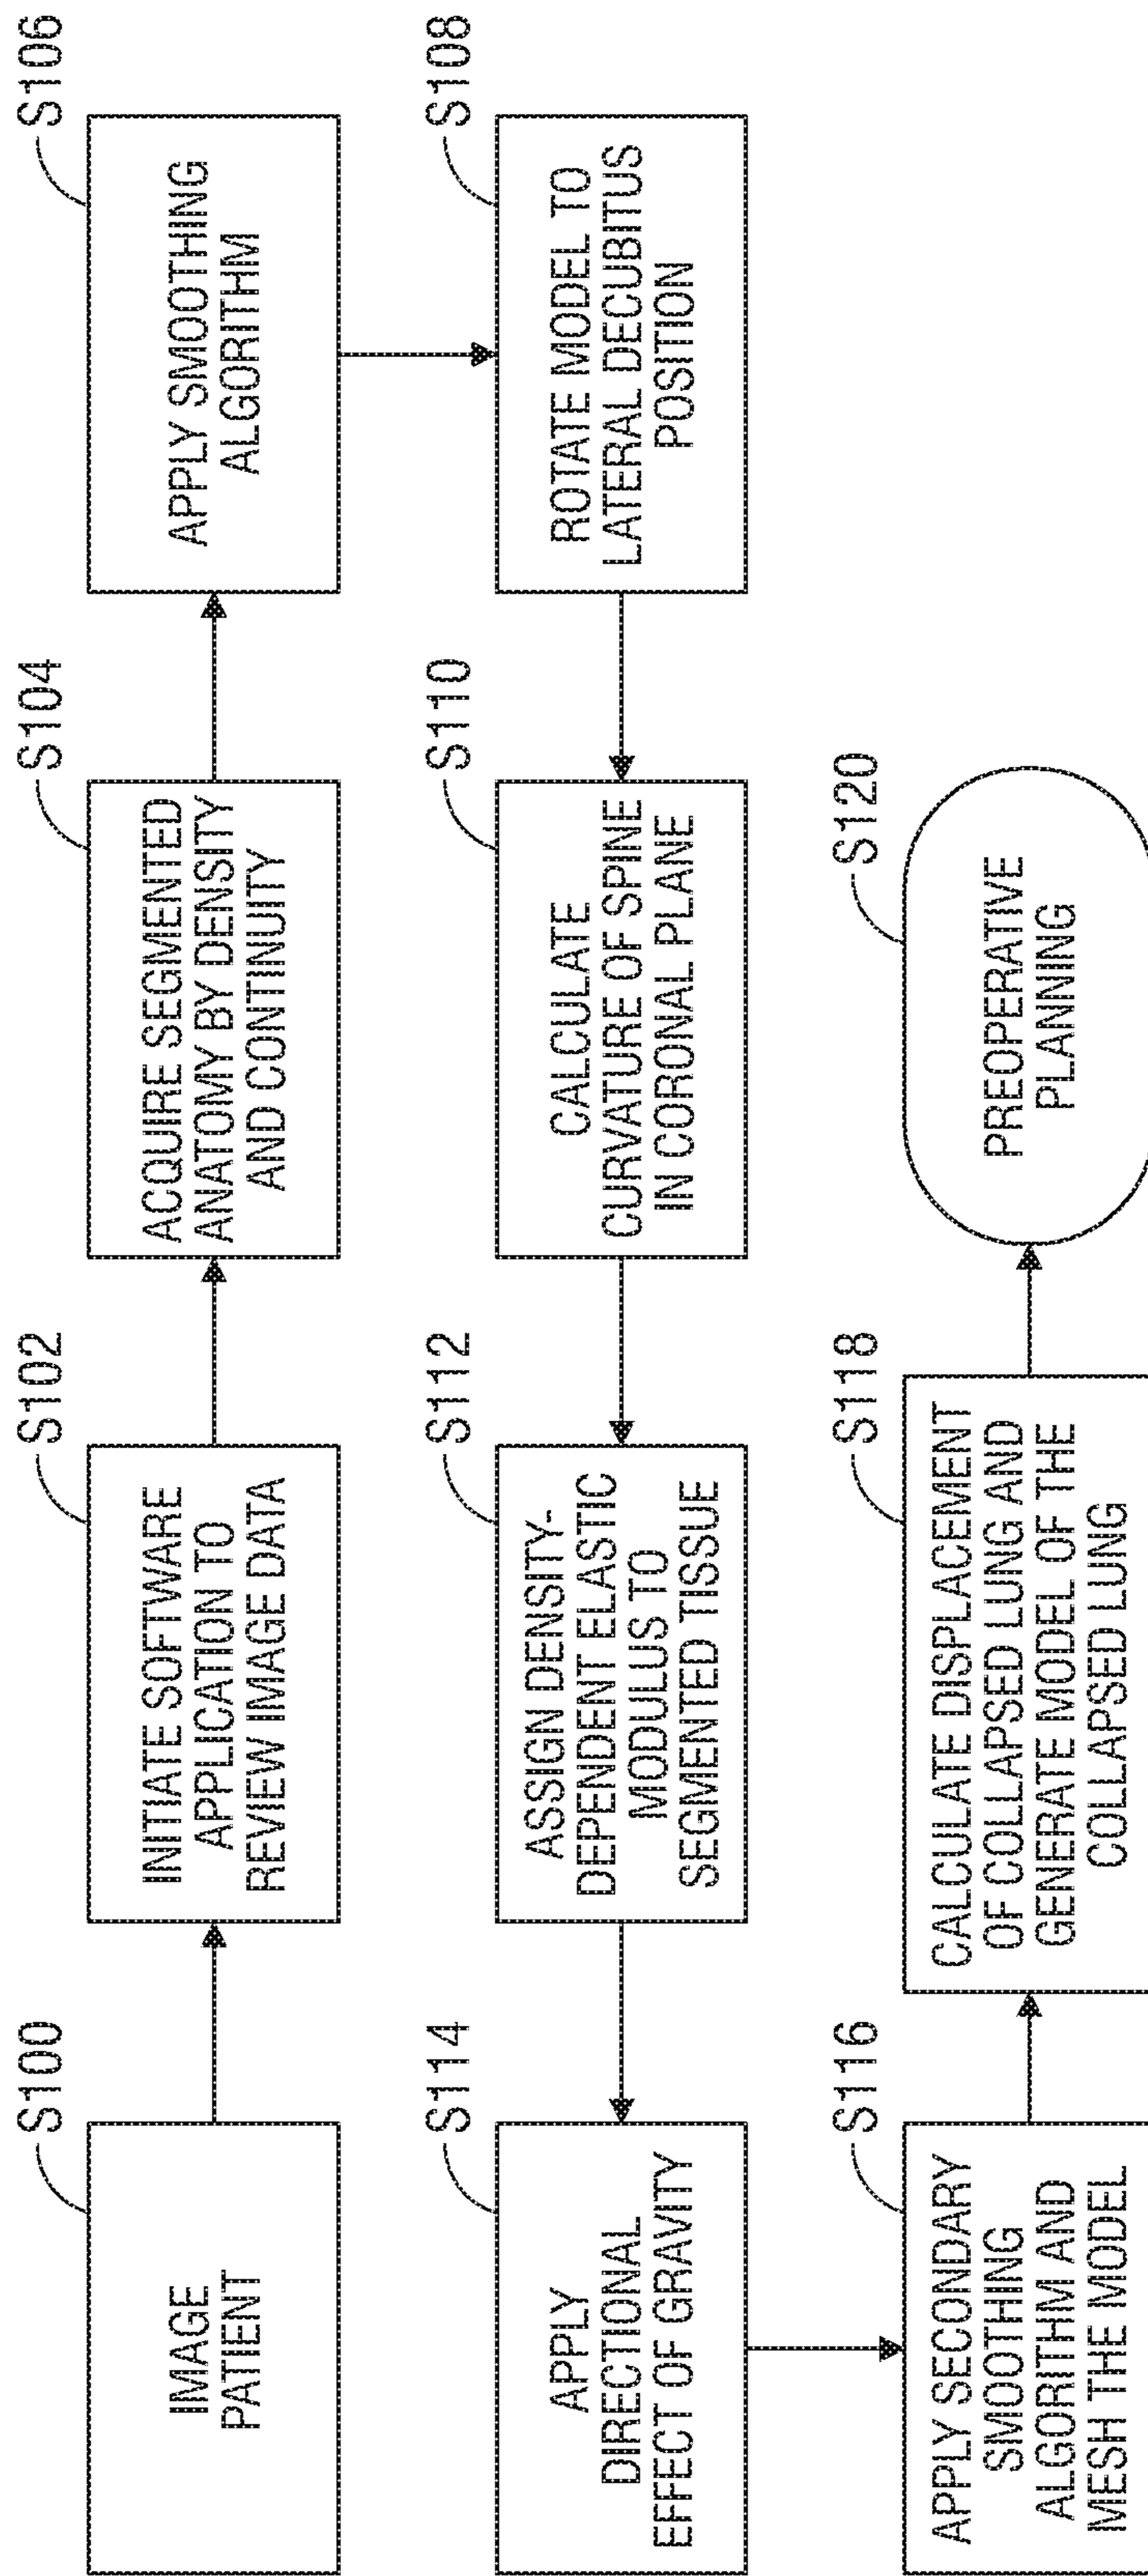 S100
IMAGE
PATIENT
S102
INITIATE SOFTWARE
APPLICATION TO
REVIEW IMAGE DATA
S104
ACQUIRE SEGMENTED
ANATOMY BY DENSITY
AND CONTINUITY
S106
APPLY SMOOTHING
ALGORITHM
S108
ROTATE MODEL TO
LATERAL DECUBITUS
POSITION
S110
CALCULATE
CURVATURE OF SPINE
IN CORONAL PLANE
S112
ASSIGN DENSITY-
DEPENDENT ELASTIC
MODULUS TO
SEGMENTED TISSUE
S114
APPLY
DIRECTIONAL
EFFECT OF GRAVITY
S116
APPLY SECONDARY
SMOOTHING
ALGORITHM AND
MESH THE MODEL
S118
CALCULATE DISPLACEMENT
OF COLLAPSED LUNG AND
GENERATE MODEL OF THE
COLLAPSED LUNG
S120
PREOPERATIVE
PLANNING